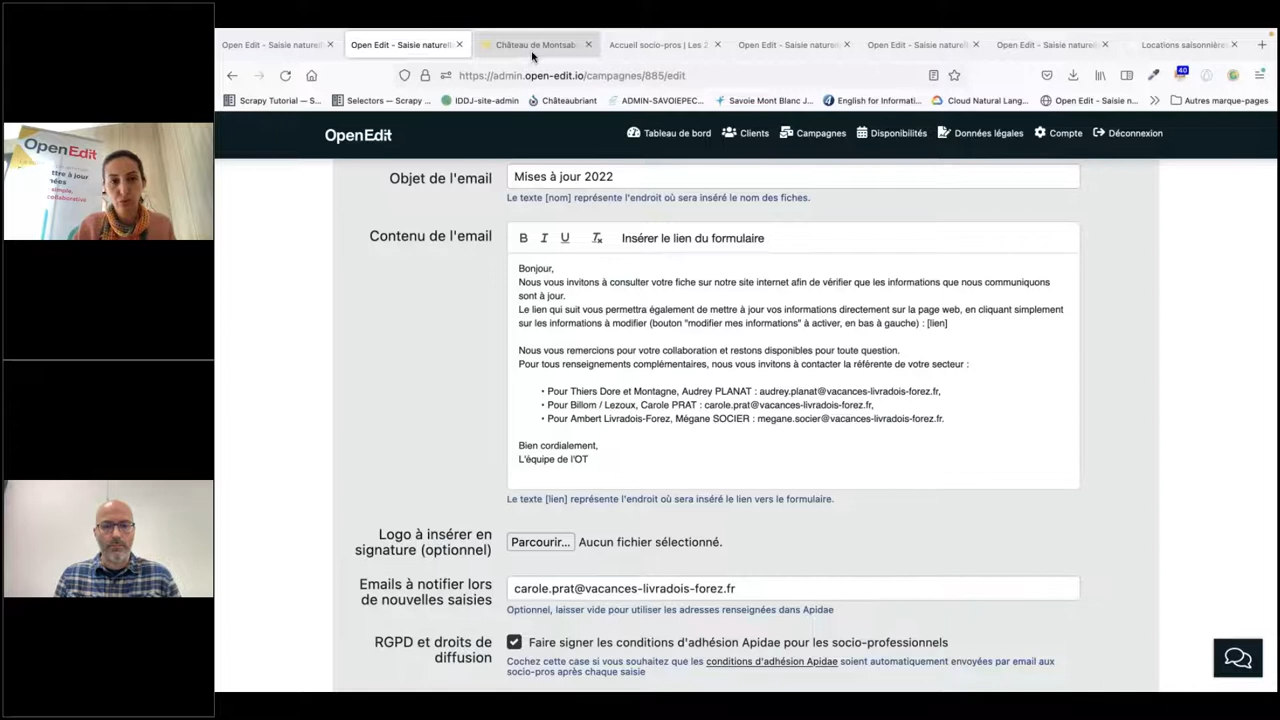 Open Edit - Saisie naturel
Open Edit - Saisie naturell
Château de Montsab
Accueil socio-pros | Les 2
Open Edit - Saisie naturel
Open Edit - Saisie naturell
Open Edit - Saisie naturel
Locations saisonnières
https://admin.open-edit.io/campagnes/885/edit
40
Scrapy Tutorial — S...
Selectors — Scrapy ...
IDDJ-site-admin
Châteaubriant
ADMIN-SAVOIEPEC...
Savoie Mont Blanc J...
English for Informati...
Cloud Natural Lang...
Open Edit - Saisie n...
Autres marque-pages
OpenEdit
Tableau de bord
Clients
Campagnes
Disponibilités
Données légales
Compte
Déconnexion
Objet de l'email
Mises à jour 2022
Le texte [nom] représente l'endroit où sera inséré le nom des fiches.
Contenu de l'email
B I U Insérer le lien du formulaire
Bonjour,
Nous vous invitons à consulter votre fiche sur notre site internet afin de vérifier que les informations que nous communiquons
sont à jour.
Le lien qui suit vous permettra également de mettre à jour vos informations directement sur la page web, en cliquant simplement
sur les informations à modifier (bouton "modifier mes informations" à activer, en bas à gauche) : [lien]
Nous vous remercions pour votre collaboration et restons disponibles pour toute question.
Pour tous renseignements complémentaires, nous vous invitons à contacter la référente de votre secteur :
• Pour Thiers Dore et Montagne, Audrey PLANAT : audrey.planat@vacances-livradois-forez.fr,
• Pour Billom / Lezoux, Carole PRAT : carole.prat@vacances-livradois-forez.fr,
• Pour Ambert Livradois-Forez, Mégane SOCIER : megane.socier@vacances-livradois-forez.fr.
Bien cordialement,
L'équipe de l'OT
Le texte [lien] représente l'endroit où sera inséré le lien vers le formulaire.
Logo à insérer en
signature (optionnel)
Parcourir... Aucun fichier sélectionné.
Emails à notifier lors
de nouvelles saisies
carole.prat@vacances-livradois-forez.fr
Optionnel, laisser vide pour utiliser les adresses renseignées dans Apidae
RGPD et droits de
diffusion
Faire signer les conditions d'adhésion Apidae pour les socio-professionnels
Cochez cette case si vous souhaitez que les conditions d'adhésion Apidae soient automatiquement envoyées par email aux
socio-pros après chaque saisie
OpenEdit